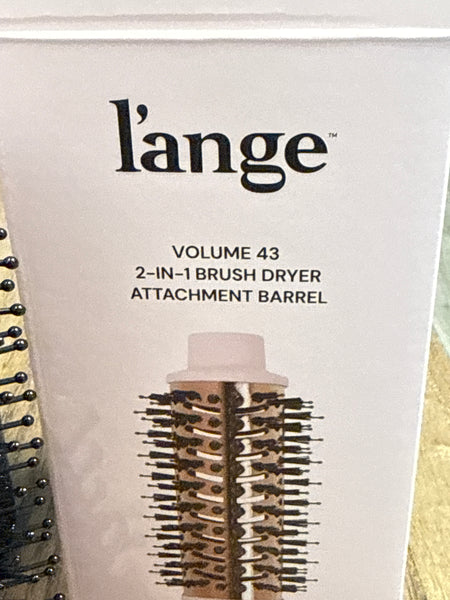 l'ange™
VOLUME 43
2-IN-1 BRUSH DRYER
ATTACHMENT BARREL